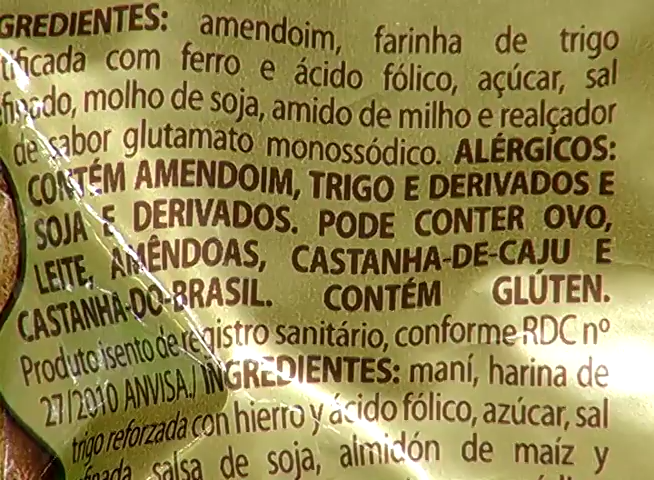 GREDIENTES: amendoim, farinha de trigo
tificada com ferro e ácido fólico, açúcar, sal
finado, molho de soja, amido de milho e realçador
de sabor glutamato monossódico. ALÉRGICOS:
CONTÉM AMENDOIM, TRIGO E DERIVADOS E
SOJA E DERIVADOS. PODE CONTER OVO,
LEITE, AMÊNDOAS, CASTANHA-DE-CAJU E
CASTANHA-DO-BRASIL. CONTÉM GLÚTEN.
Produto isento de registro sanitário, conforme RDC nº
27/2010 ANVISA./ INGREDIENTES: maní, harina de
trigo reforzada con hierro y ácido fólico, azúcar, sal
finada, salsa de soja, almidón de maíz y